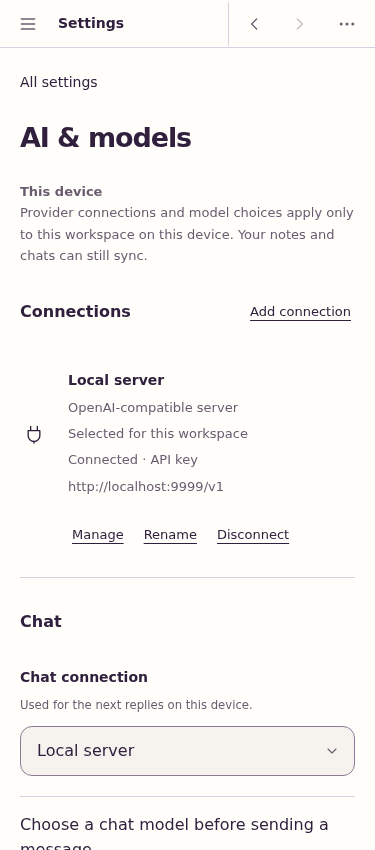 Settings
All settings
AI & models
This device
Provider connections and model choices apply only
to this workspace on this device. Your notes and
chats can still sync.
Connections
Add connection
Local server
OpenAI-compatible server
Selected for this workspace
Connected · API key
http://localhost:9999/v1
Manage Rename Disconnect
Chat
Chat connection
Used for the next replies on this device.
Local server
Choose a chat model before sending a
message